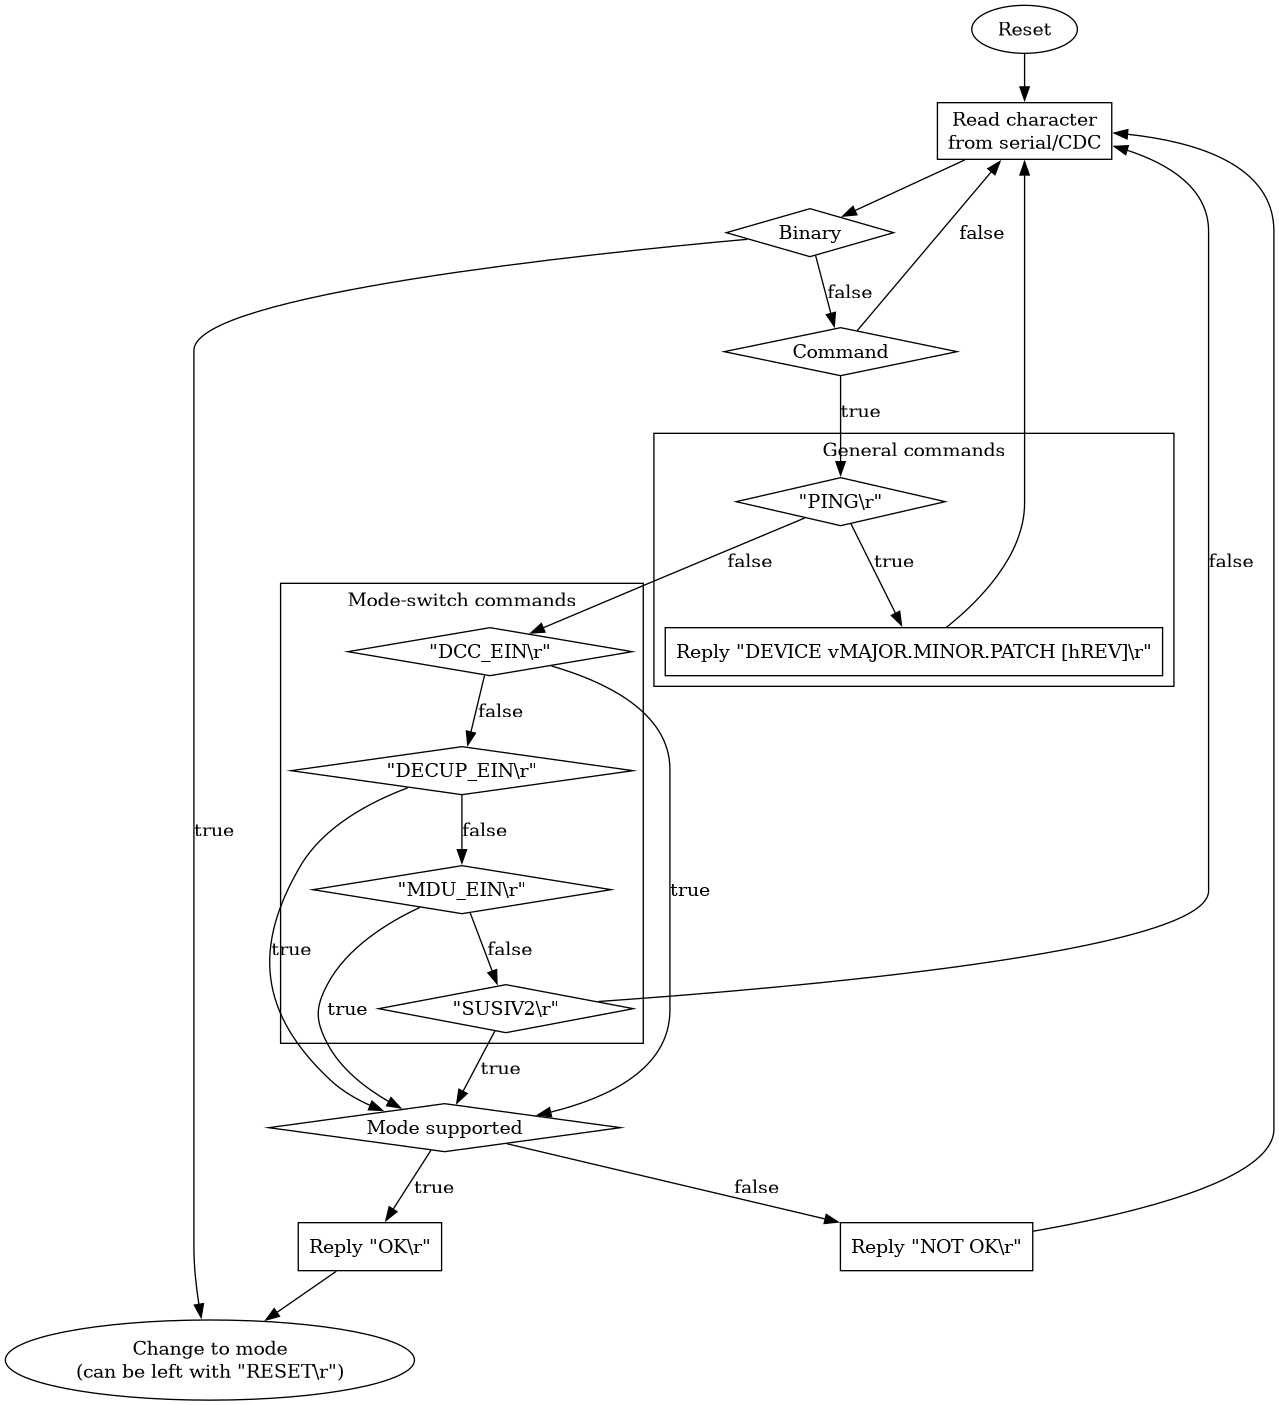 Reset
Read character
from serial/CDC
Binary
false
false
Command
true
General commands
"PING\r"
false
true
false
Mode-switch commands
"DCC_EIN\r"
Reply "DEVICE vMAJOR.MINOR.PATCH [hREV]\r"
false
"DECUP_EIN\r"
true
false
"MDU_EIN\r"
true
true
false
true
"SUSIV2\r"
true
Mode supported
true
false
Reply "OK\r"
Reply "NOT OK\r"
Change to mode
(can be left with "RESET\r")